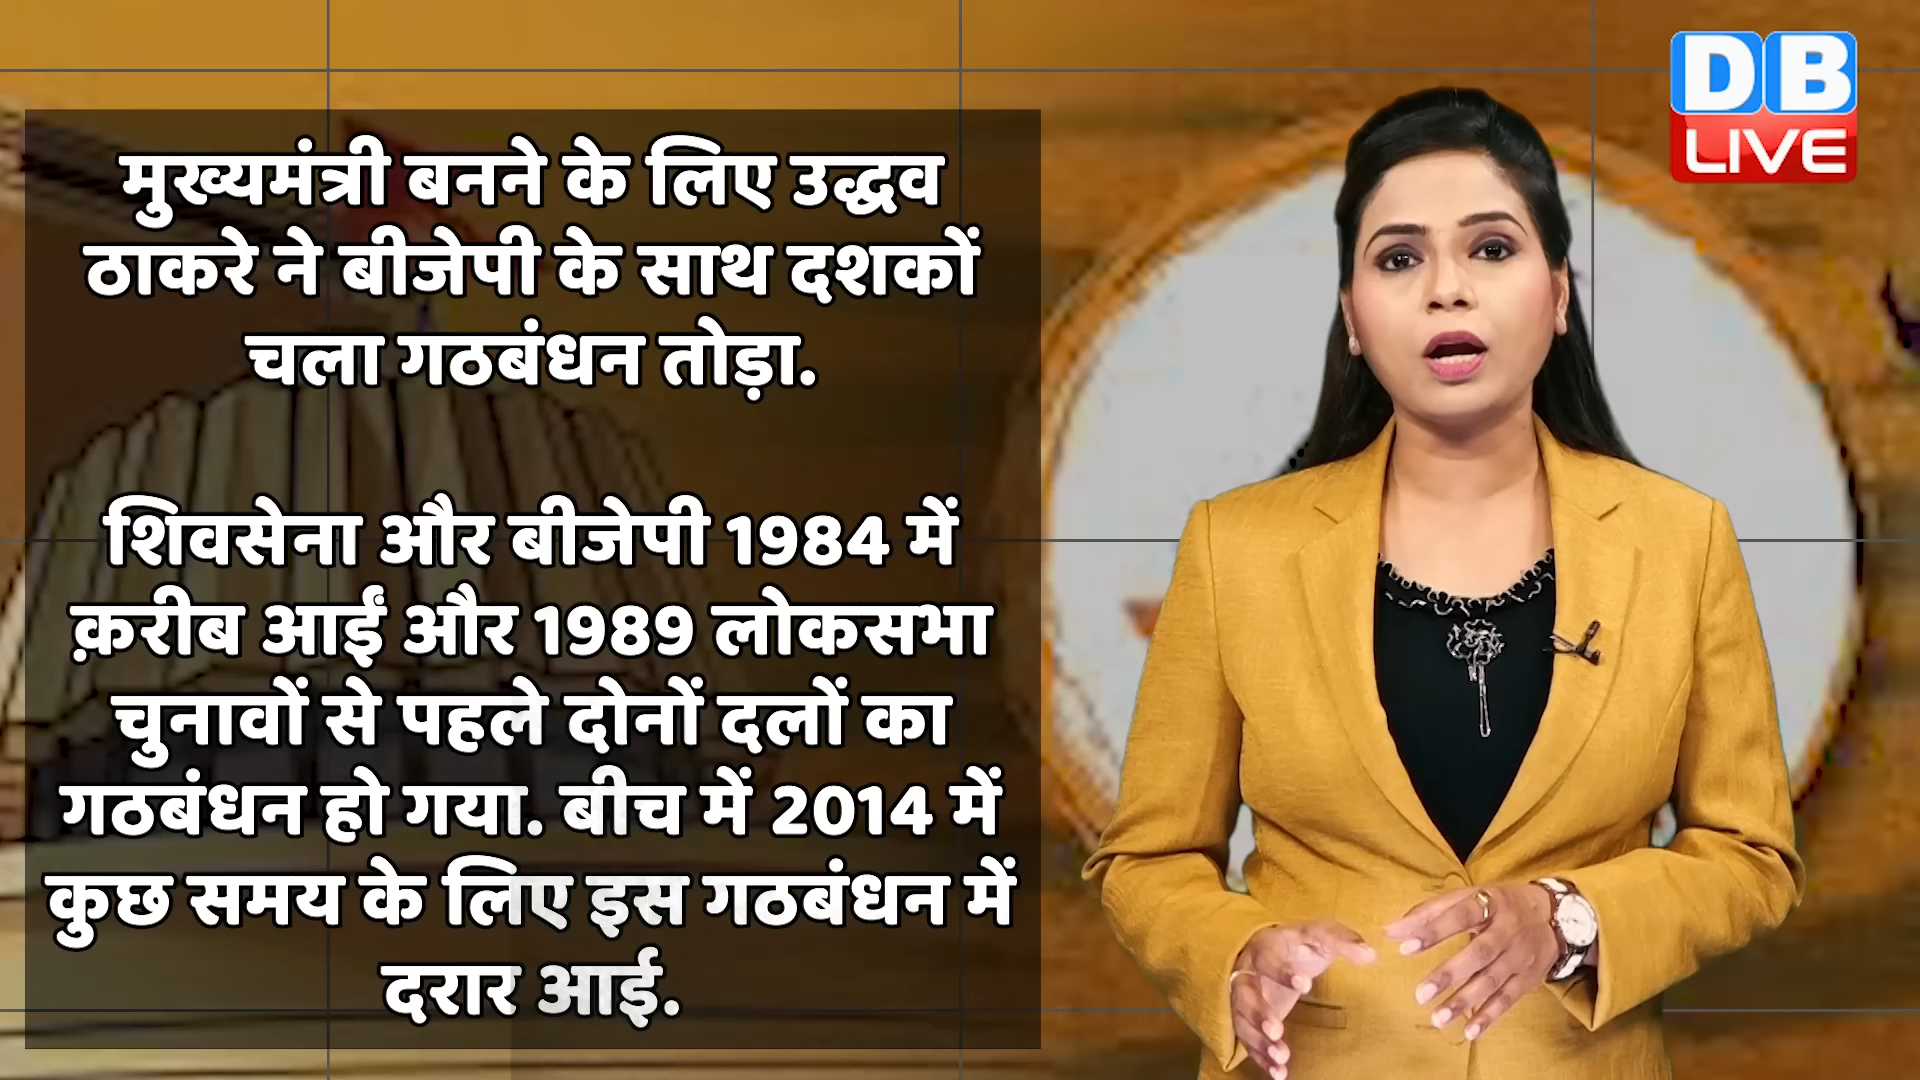 मुख्यमंत्री बनने के लिए उद्धव
ठाकरे ने बीजेपी के साथ दशकों
चला गठबंधन तोड़ा.
शिवसेना और बीजेपी 1984 में
क़रीब आईं और 1989 लोकसभा
चुनावों से पहले दोनों दलों का
गठबंधन हो गया. बीच में 2014 में
कुछ समय के लिए इस गठबंधन में
दरार आई.
DB
LIVE